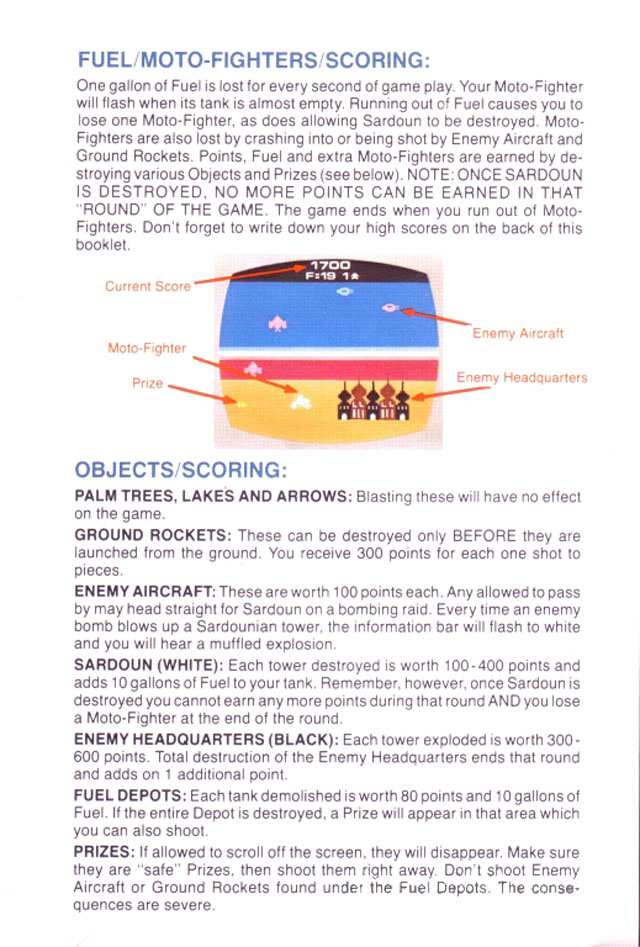 FUEL/MOTO-FIGHTERS/SCORING:
One gallon of Fuel is lost for every second of game play. Your Moto-Fighter
will flash when its tank is almost empty. Running out of Fuel causes you to
lose one Moto-Fighter, as does allowing Sardoun to be destroyed. Moto-
Fighters are also lost by crashing into or being shot by Enemy Aircraft and
Ground Rockets. Points, Fuel and extra Moto-Fighters are earned by de-
stroying various Objects and Prizes (see below). NOTE: ONCE SARDOUN
IS DESTROYED, NO MORE POINTS CAN BE EARNED IN THAT
"ROUND" OF THE GAME. The game ends when you run out of Moto-
Fighters. Don't forget to write down your high scores on the back of this
booklet.
1700
F:19 1
Current Score
Enemy Aircraft
Moto-Fighter
Prize
Enemy Headquarters
OBJECTS/SCORING:
PALM TREES, LAKES AND ARROWS: Blasting these will have no effect
on the game.
GROUND ROCKETS: These can be destroyed only BEFORE they are
launched from the ground. You receive 300 points for each one shot to
pieces.
ENEMY AIRCRAFT: These are worth 100 points each. Any allowed to pass
by may head straight for Sardoun on a bombing raid. Every time an enemy
bomb blows up a Sardounian tower, the information bar will flash to white
and you will hear a muffled explosion.
SARDOUN (WHITE): Each tower destroyed is worth 100-400 points and
adds 10 gallons of Fuel to your tank. Remember, however, once Sardoun is
destroyed you cannot earn any more points during that round AND you lose
a Moto-Fighter at the end of the round.
ENEMY HEADQUARTERS (BLACK): Each tower exploded is worth 300-
600 points. Total destruction of the Enemy Headquarters ends that round
and adds on 1 additional point.
FUEL DEPOTS: Each tank demolished is worth 80 points and 10 gallons of
Fuel. If the entire Depot is destroyed, a Prize will appear in that area which
you can also shoot.
PRIZES: If allowed to scroll off the screen, they will disappear. Make sure
they are "safe" Prizes, then shoot them right away. Don't shoot Enemy
Aircraft or Ground Rockets found under the Fuel Depots. The conse-
quences are severe.